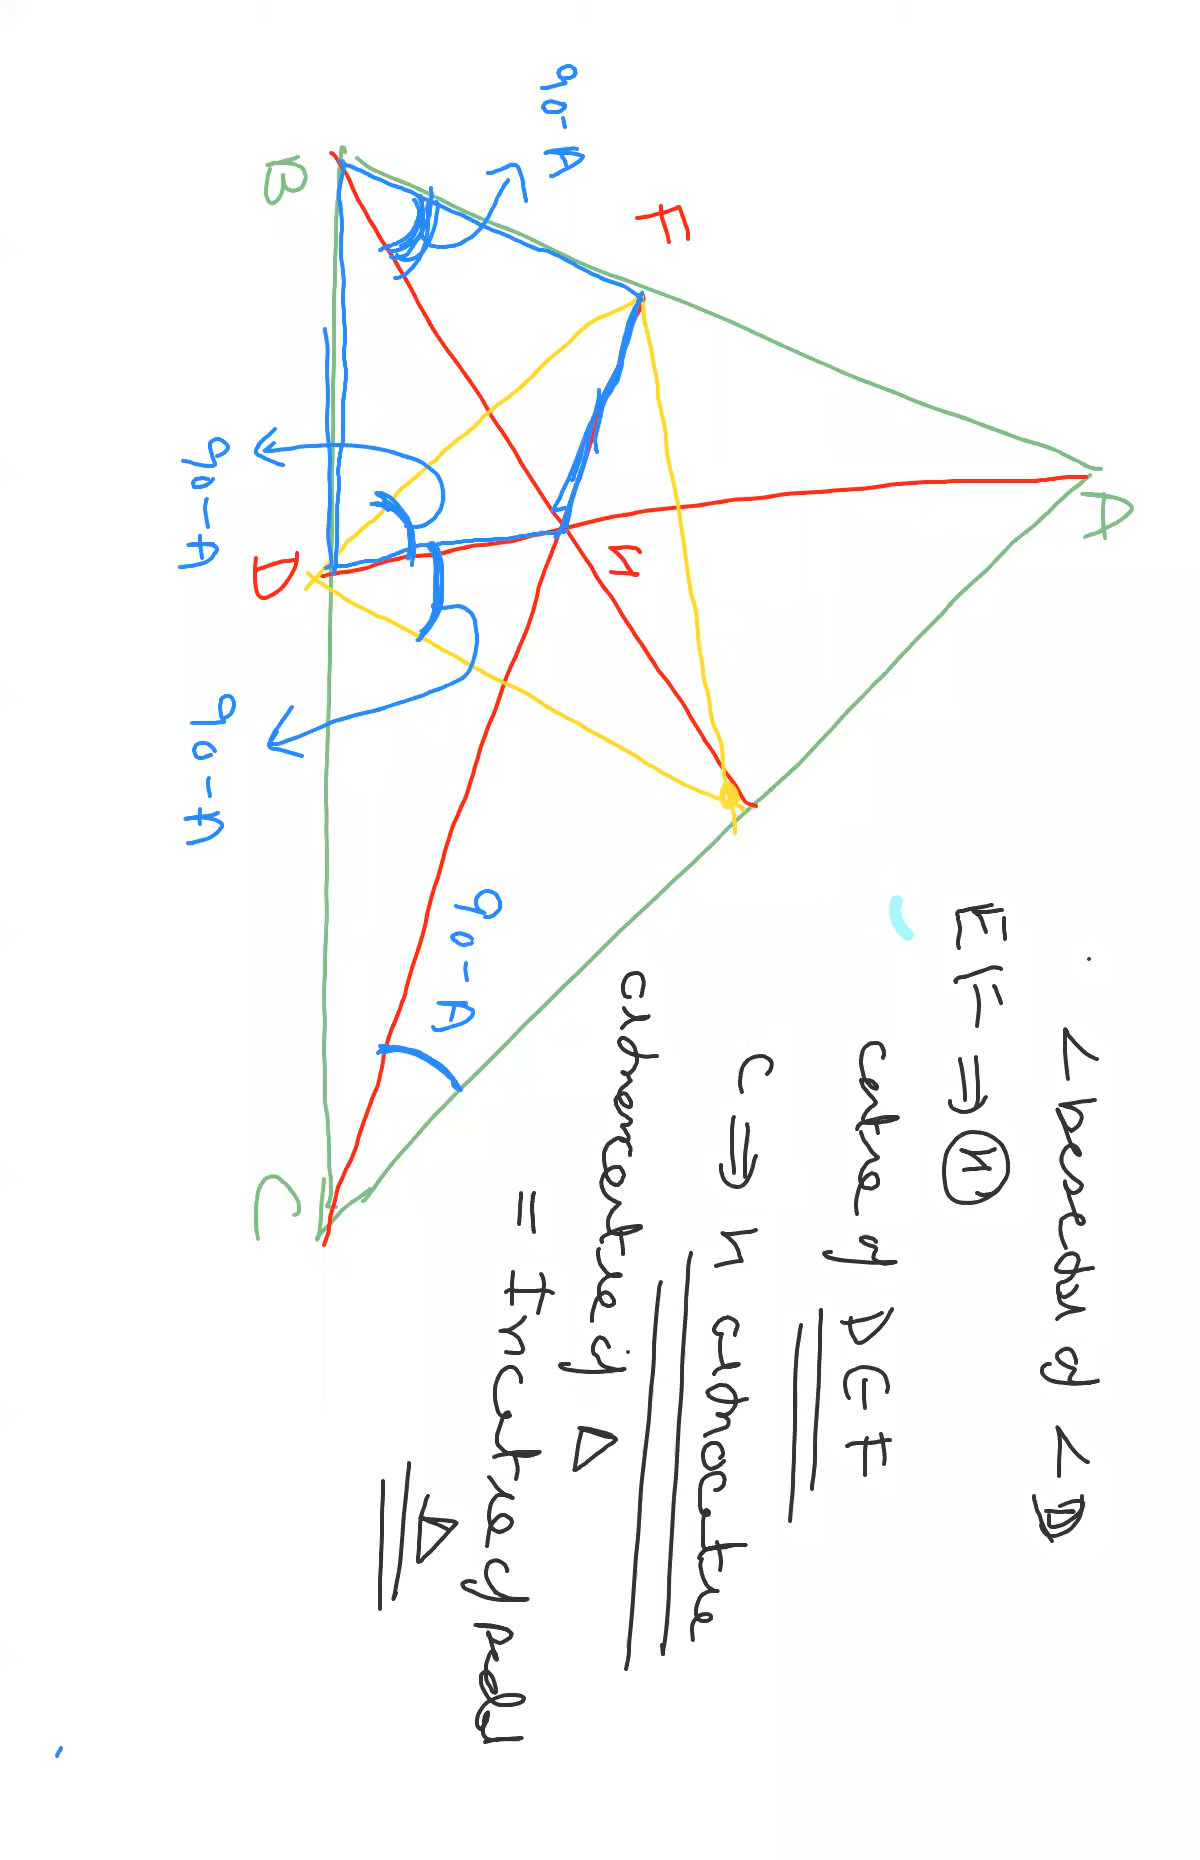 A
F
90-A
H
90-A
B
90-A
D
90-A
C
∠ bisector of ∠D
EF ⇒ H
centre of DEF
C ⇒ H orthocentre
orthocentre of Δ
= Incentre of pedal
Δ